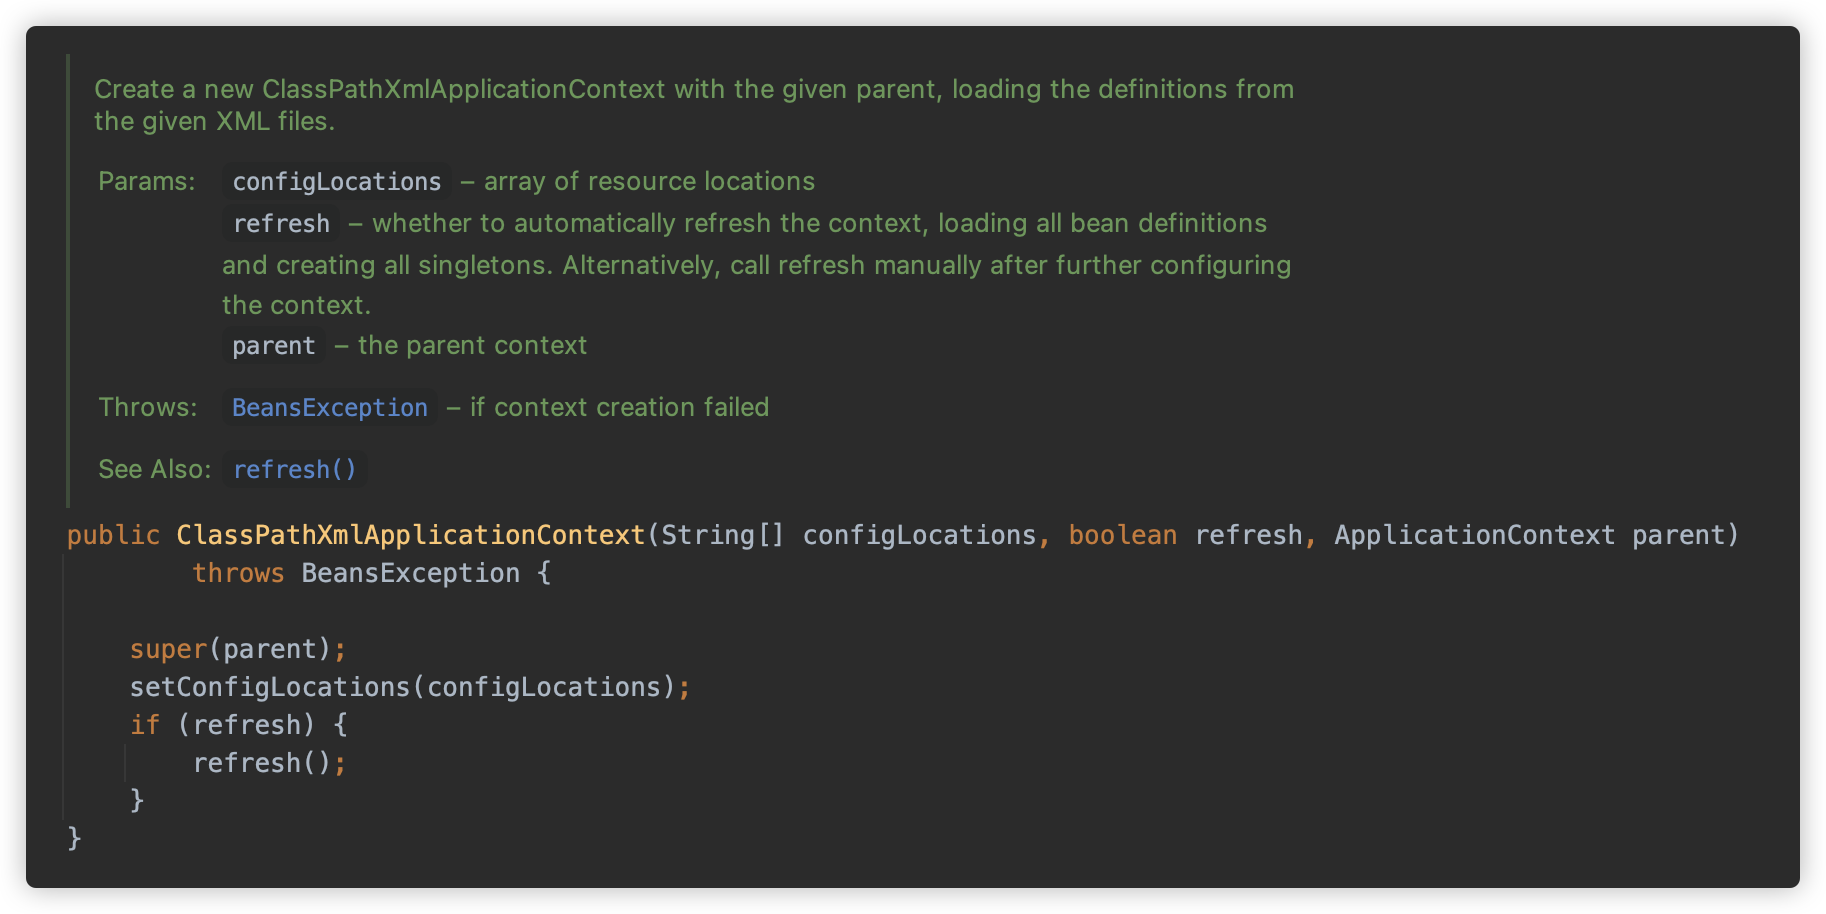 Create a new ClassPathXmlApplicationContext with the given parent, loading the definitions from
the given XML files.
Params: configLocations – array of resource locations
refresh – whether to automatically refresh the context, loading all bean definitions
and creating all singletons. Alternatively, call refresh manually after further configuring
the context.
parent – the parent context
Throws: BeansException – if context creation failed
See Also: refresh()
public ClassPathXmlApplicationContext(String[] configLocations, boolean refresh, ApplicationContext parent)
        throws BeansException {

    super(parent);
    setConfigLocations(configLocations);
    if (refresh) {
        refresh();
    }
}